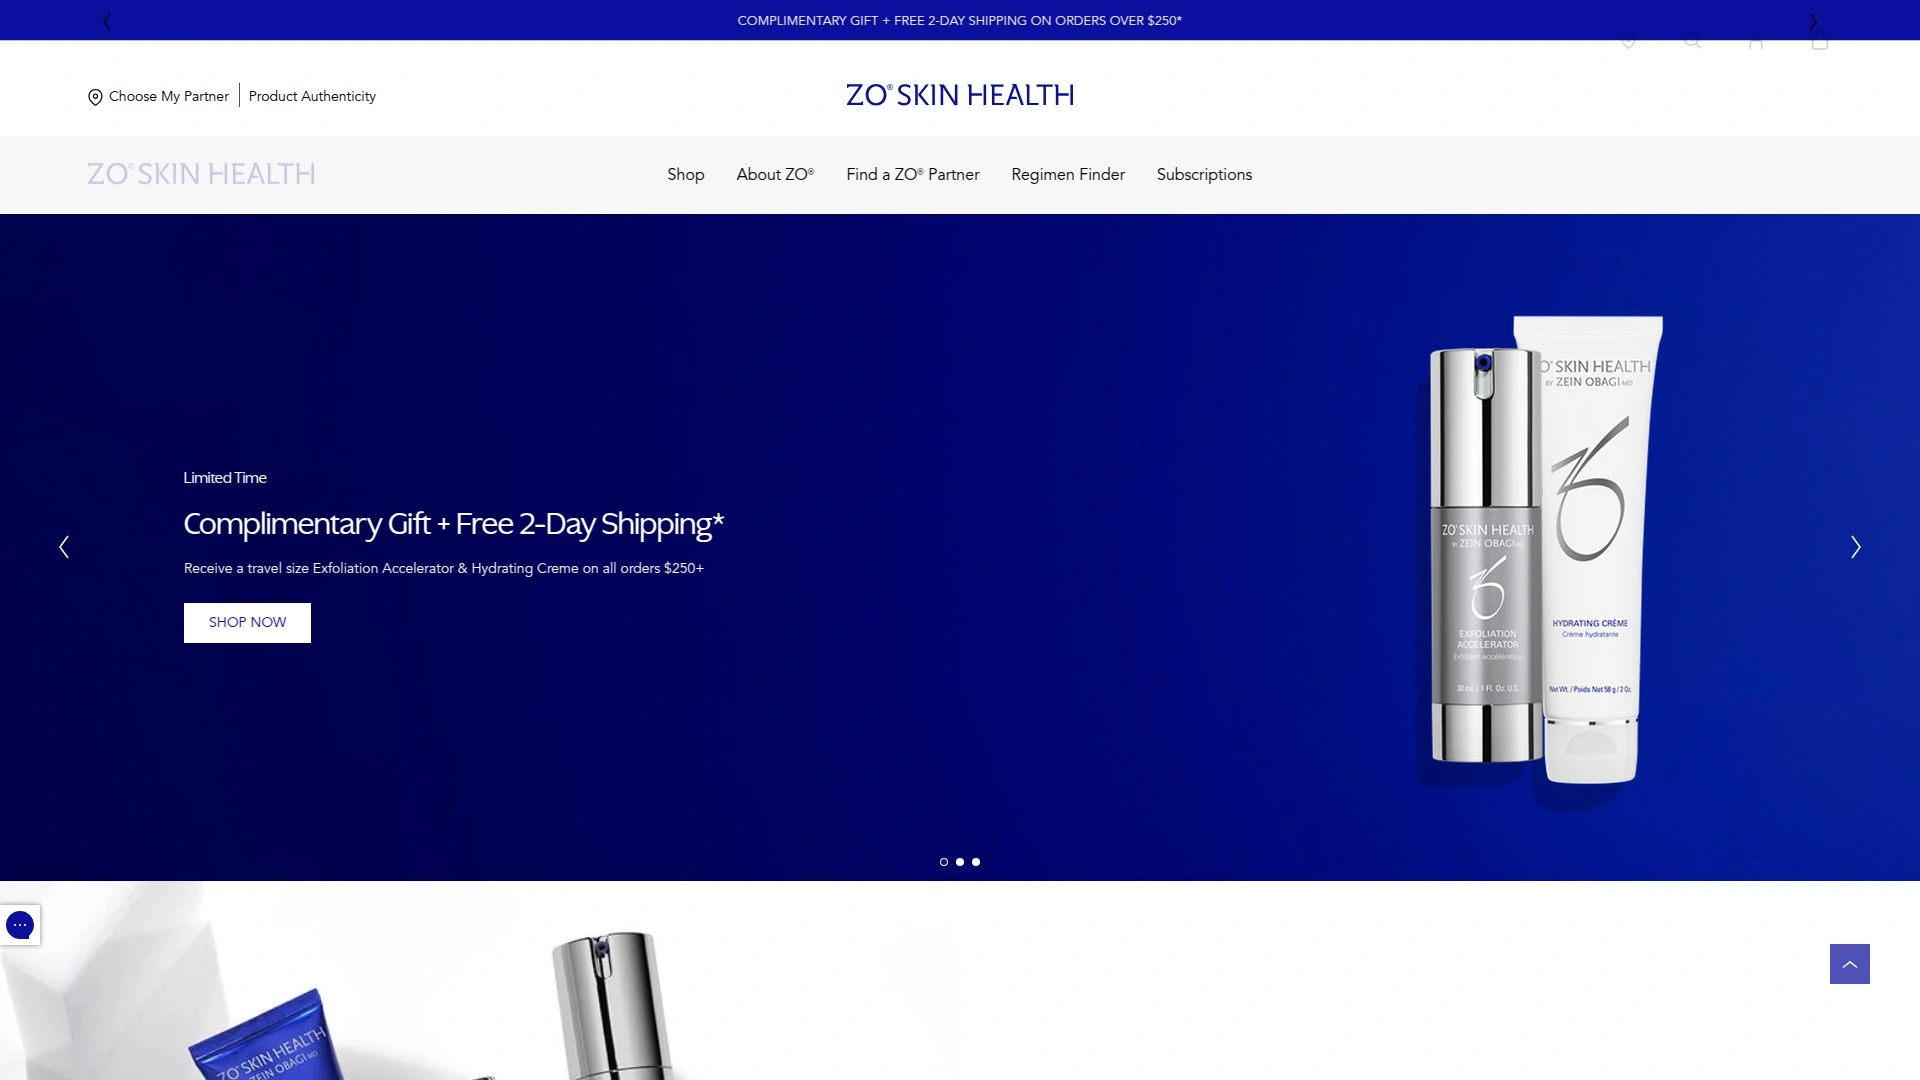 COMPLIMENTARY GIFT + FREE 2-DAY SHIPPING ON ORDERS OVER $250*
Choose My Partner
Product Authenticity
ZO® SKIN HEALTH
ZO® SKIN HEALTH
Shop
About ZO®
Find a ZO® Partner
Regimen Finder
Subscriptions
Limited Time
Complimentary Gift + Free 2-Day Shipping*
Receive a travel size Exfoliation Accelerator & Hydrating Creme on all orders $250+
SHOP NOW
O® SKIN HEALTH
BY ZEIN OBAGI MD
ZO® SKIN HEALTH
BY ZEIN OBAGI MD
EXFOLIATION
ACCELERATOR
Exfoliant accélérateur
30 mL / 1 Fl. Oz. U.S.
HYDRATING CRÈME
Crème hydratante
Net Wt. / Poids Net 58 g / 2 Oz.
ZO® SKIN HEALTH
ZEIN OBAGI MD